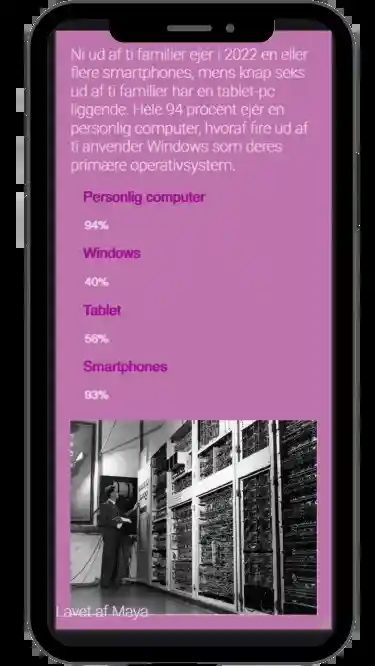 Ni ud af ti familier ejer i 2022 en eller
flere smartphones, mens knap seks
ud af ti familier har en tablet-pc
liggende. Hele 94 procent ejer en
personlig computer, hvoraf fire ud af
ti anvender Windows som deres
primære operativsystem.
Personlig computer
94%
Windows
40%
Tablet
56%
Smartphones
93%
Lavet af Maya